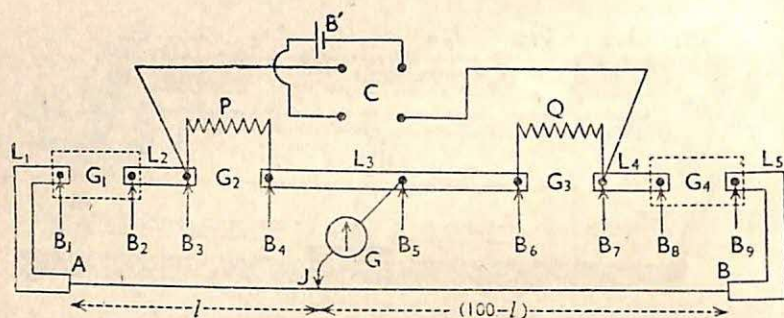 B'
C
P Q
L₁ G₁ L₂ G₂ L₃ G₃ L₄ G₄ L₅
B₁ B₂ B₃ B₄ G B₅ B₆ B₇ B₈ B₉
A J B
l (100-l)